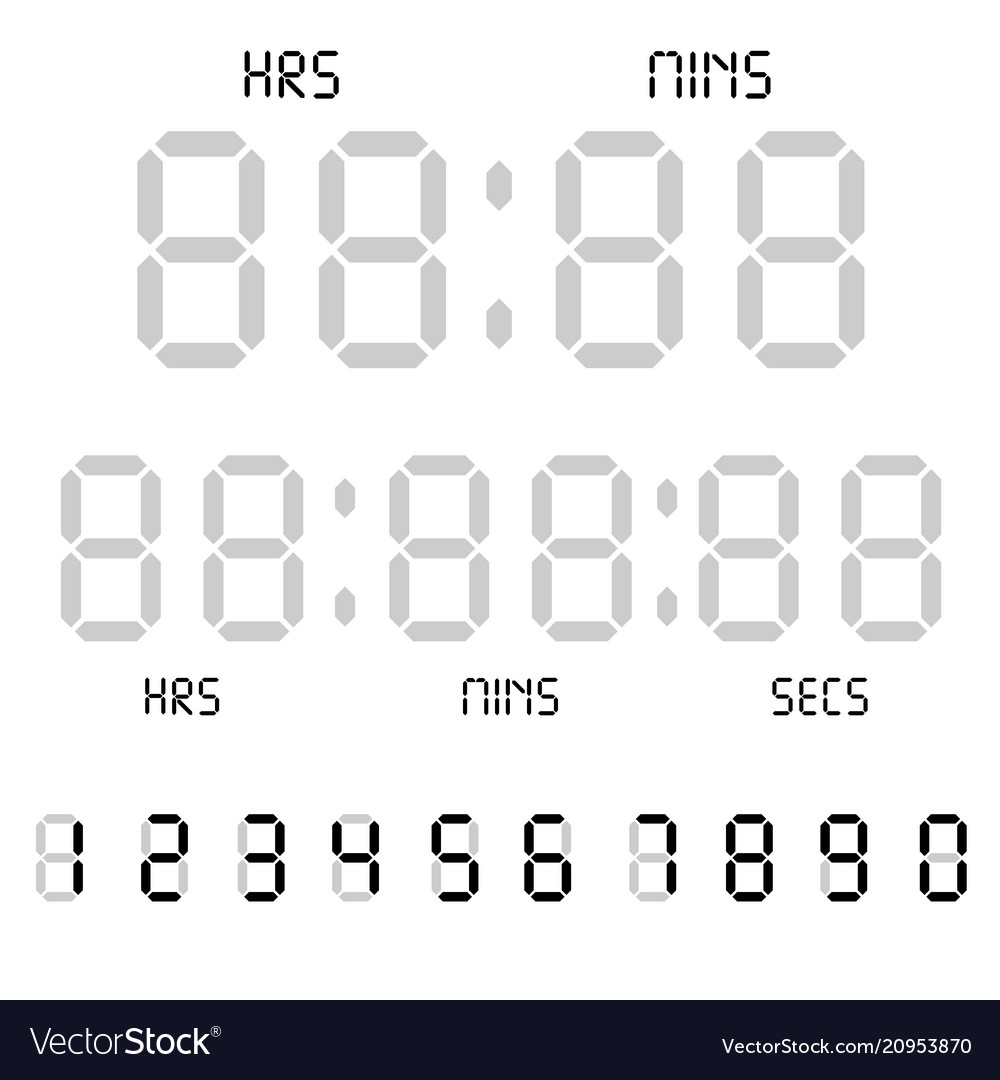 HRS MINS
88:88
88:88:88
HRS MINS SECS
1 2 3 4 5 6 7 8 9 0
VectorStock® VectorStock.com/20953870